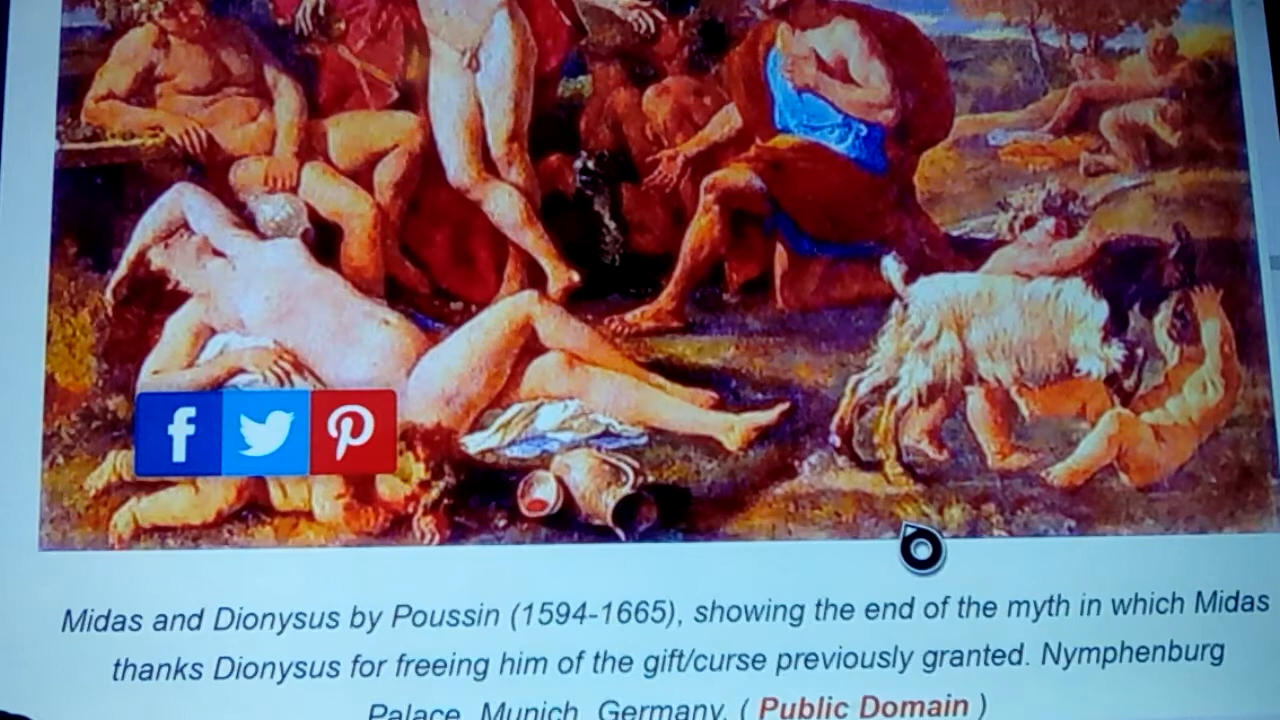 Midas and Dionysus by Poussin (1594-1665), showing the end of the myth in which Midas
thanks Dionysus for freeing him of the gift/curse previously granted. Nymphenburg
Palace, Munich, Germany. ( Public Domain )